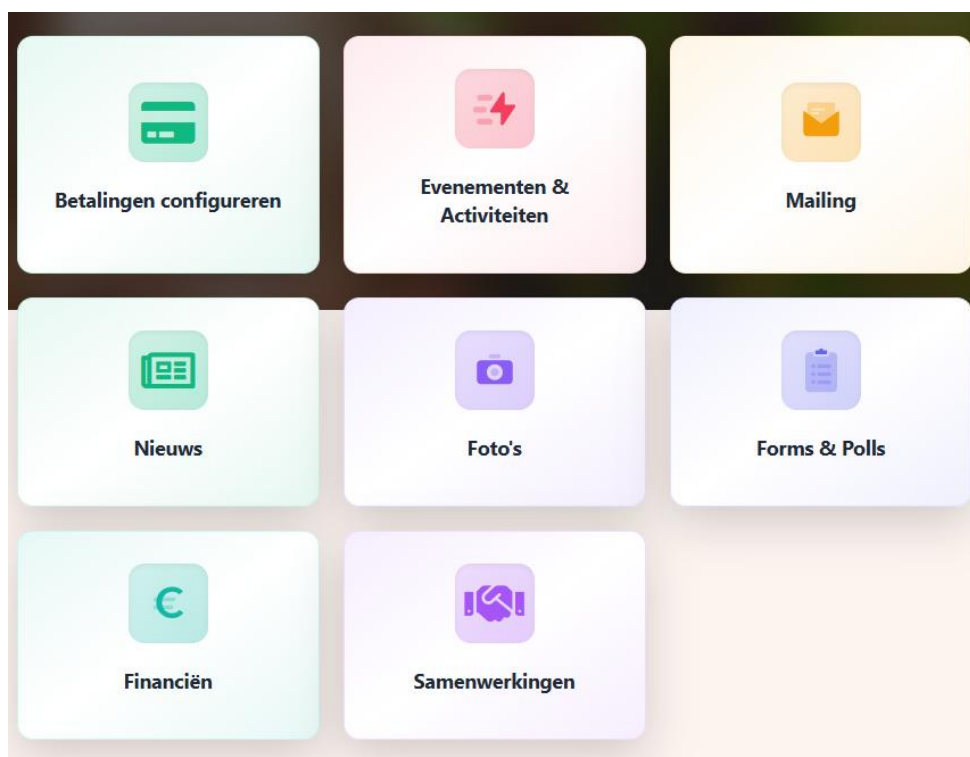 Betalingen configureren
Evenementen &
Activiteiten
Mailing
Nieuws
Foto's
Forms & Polls
Financiën
Samenwerkingen